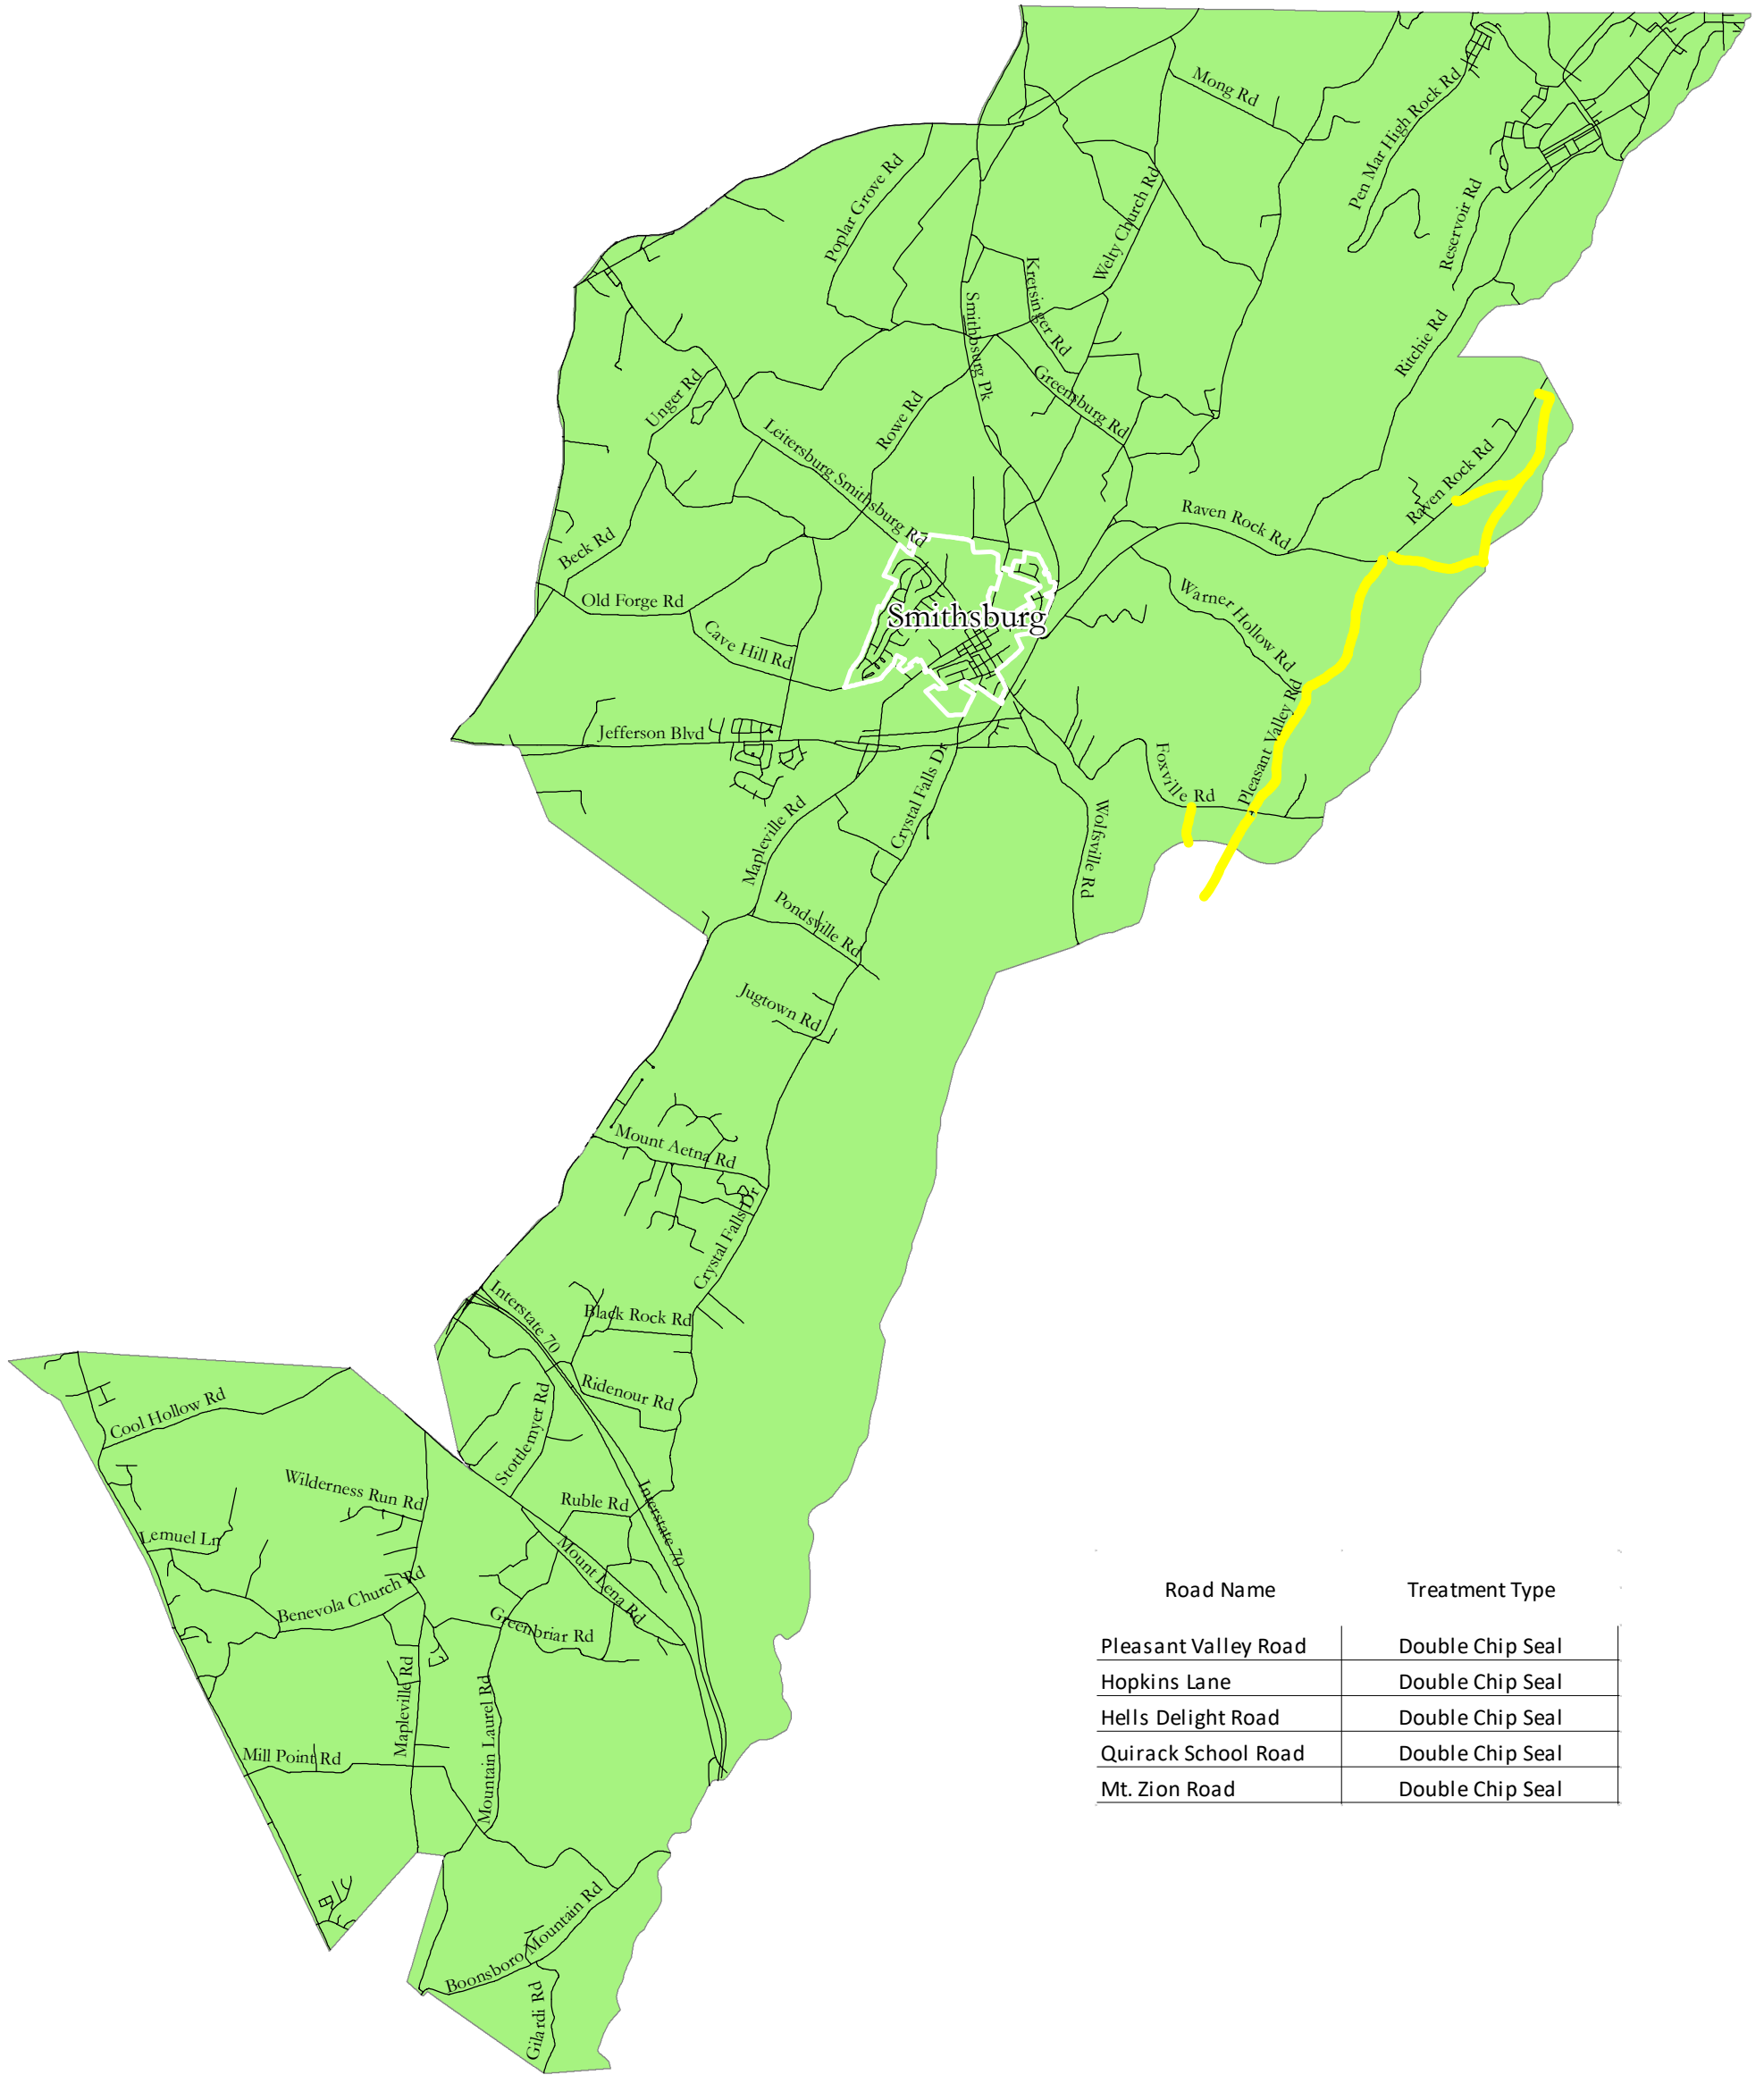 Mong Rd
Pen Mar High Rock Rd
Poplar Grove Rd
Reservoir Rd
Welty Church Rd
Kretsinger Rd
Smithsburg Pk
Ritchie Rd
Unger Rd
Greensburg Rd
Rowe Rd
Leitersburg Smithsburg Rd
Raven Rock Rd
Raven Rock Rd
Beck Rd
Old Forge Rd
Smithsburg
Warner Hollow Rd
Cave Hill Rd
Pleasant Valley Rd
Jefferson Blvd
Foxville Rd
Crystal Falls Dr
Mapleville Rd
Wolfsville Rd
Pondsville Rd
Jugtown Rd
Mount Aetna Rd
Crystal Falls Dr
Interstate 70
Black Rock Rd
Ridenour Rd
Cool Hollow Rd
Stottlemyer Rd
Wilderness Run Rd
Ruble Rd
Interstate 70
Lemuel Ln
Mount Lena Rd
Benevola Church Rd
Greenbriar Rd
Mapleville Rd
Mountain Laurel Rd
Mill Point Rd
Boonsboro Mountain Rd
Gilardi Rd
Road Name Treatment Type
Pleasant Valley Road Double Chip Seal
Hopkins Lane Double Chip Seal
Hells Delight Road Double Chip Seal
Quirack School Road Double Chip Seal
Mt. Zion Road Double Chip Seal